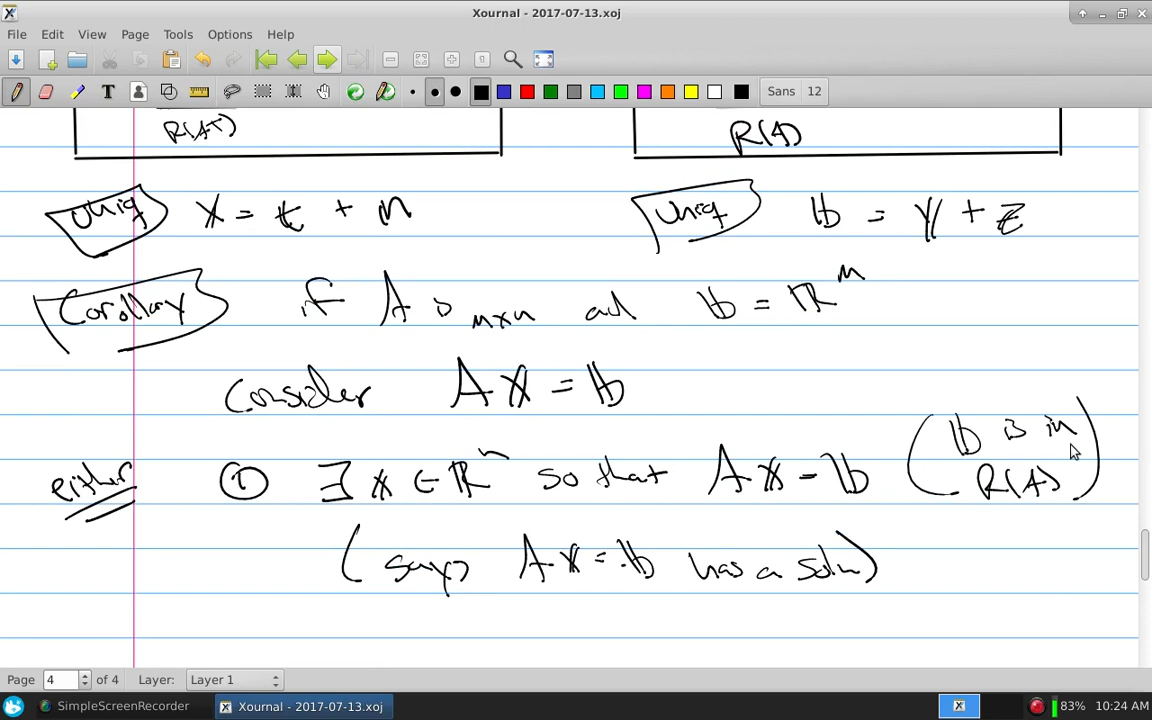 Xournal - 2017-07-13.xoj
File Edit View Page Tools Options Help
Sans 12
R(Aᵀ) R(A)
Uniq x = t + n Uniq b = y + z
Corollary if A is m×n and b = ℝᵐ
Consider Ax = b
either ① ∃ x ∈ ℝⁿ so that Ax = b (b is in R(A))
(says Ax = b has a soln)
Page 4 of 4 Layer: Layer 1
SimpleScreenRecorder Xournal - 2017-07-13.xoj 83% 10:24 AM